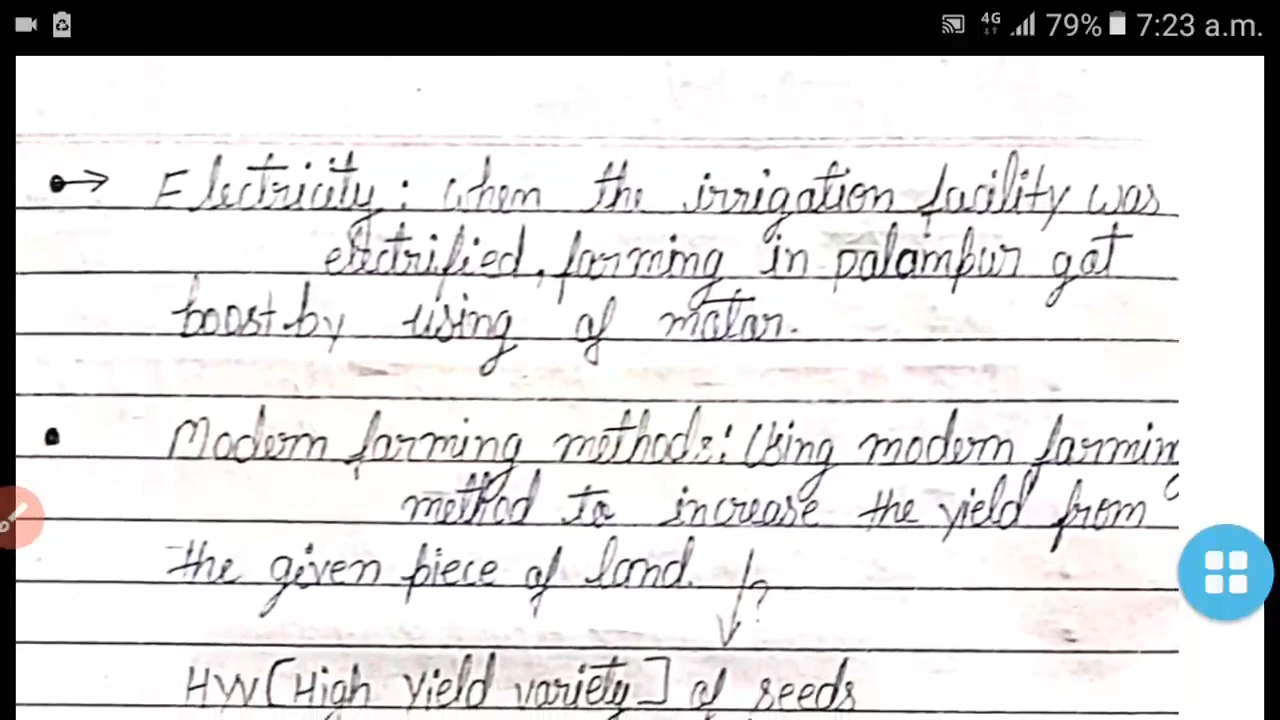 4G 79% 7:23 a.m.
Electricity: When the irrigation facility was
electrified, farming in palampur got
boost by using of motor.
Modern farming methods: Using modern farming
method to increase the yield from
the given piece of land. ?
HYV [High Yield variety] of seeds